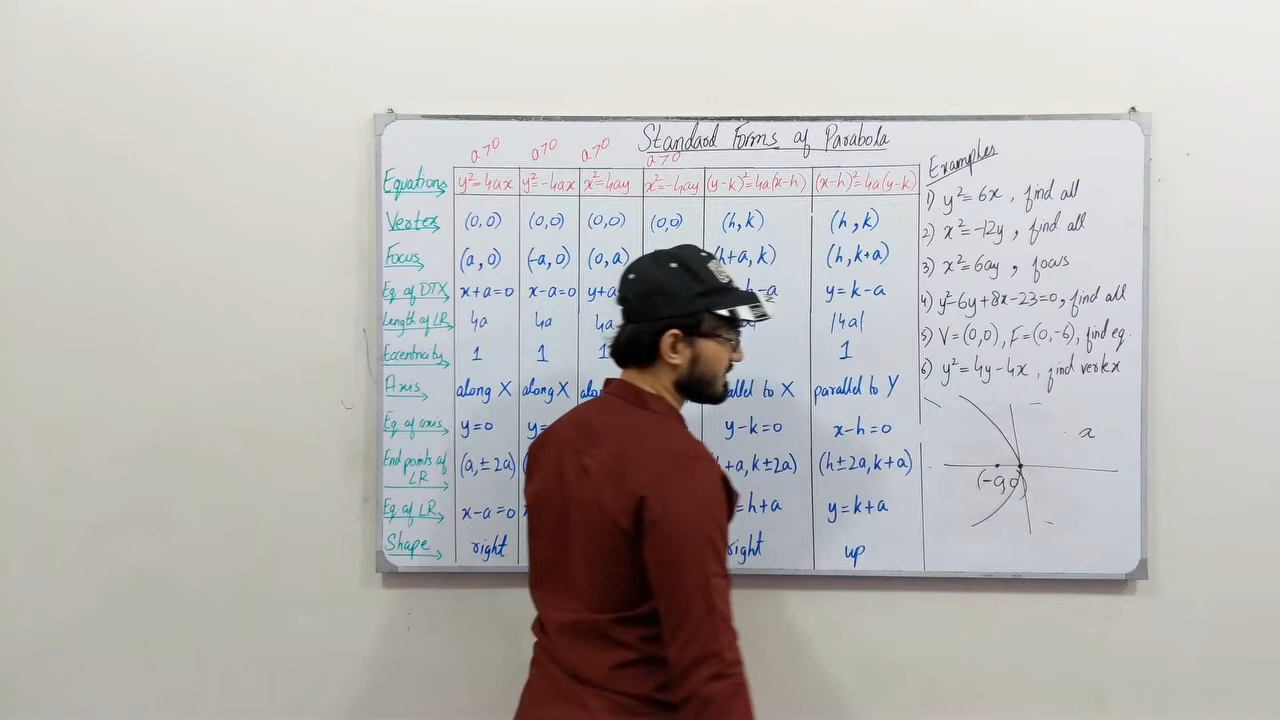 Standard Forms of Parabola
a>0 a>0 a>0 a>0
Equations y²=4ax y²=-4ax x²=4ay x²=-4ay (y-k)²=4a(x-h) (x-h)²=4a(y-k)
Vertex (0,0) (0,0) (0,0) (0,0) (h,k) (h,k)
Focus (a,0) (-a,0) (0,a) (h+a,k) (h,k+a)
Eq. of DTX x+a=0 x-a=0 y+a h-a y=k-a
Length of LR 4a 4a 4a |4a|
Eccentricity 1 1 1 1
Axis along X along X parallel to Y
Eq. of axis y=0 y= y-k=0 x-h=0
End points of LR (a,±2a) h+a,k±2a) (h±2a,k+a)
Eq. of LR x-a=0 =h+a y=k+a
Shape right right up
Examples
1) y²=6x, find all
2) x²=-12y, find all
3) x²=6ay, focus
4) y²-6y+8x-23=0, find all
5) V=(0,0), F=(0,-6), find eq.
6) y²=4y-4x, find vertex
a
(-a,0)